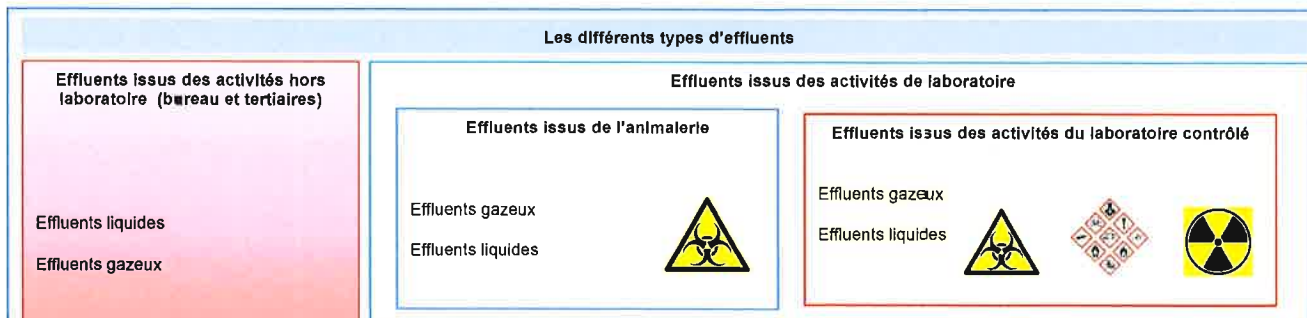 Les différents types d'effluents
Effluents issus des activités hors
laboratoire (bureau et tertiaires)
Effluents liquides
Effluents gazeux
Effluents issus des activités de laboratoire
Effluents issus de l'animalerie
Effluents gazeux
Effluents liquides
Effluents issus des activités du laboratoire contrôlé
Effluents gazeux
Effluents liquides